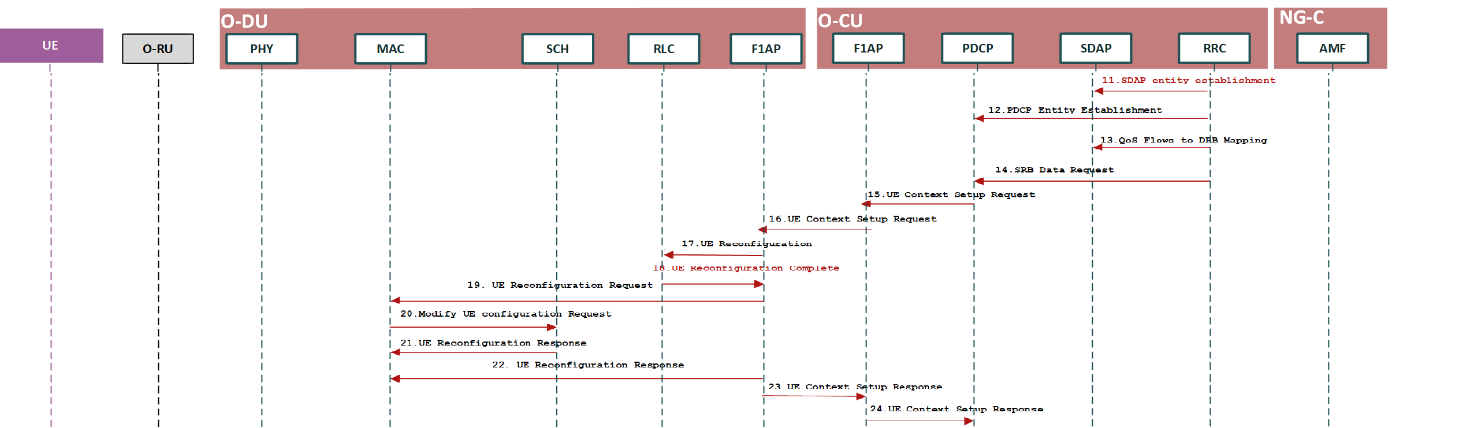 O-DU
O-CU
NG-C
UE
O-RU
PHY
MAC
SCH
RLC
F1AP
F1AP
PDCP
SDAP
RRC
AMF
11.SDAP entity establishment
12.PDCP Entity Establishment
13.QoS Flows to DRB Mapping
14.SRB Data Request
15.UE Context Setup Request
16.UE Context Setup Request
17.UE Reconfiguration
18.UE Reconfiguration Complete
19. UE Reconfiguration Request
20.Modify UE configuration Request
21.UE Reconfiguration Response
22. UE Reconfiguration Response
23.UE Context Setup Response
24.UE Context Setup Response